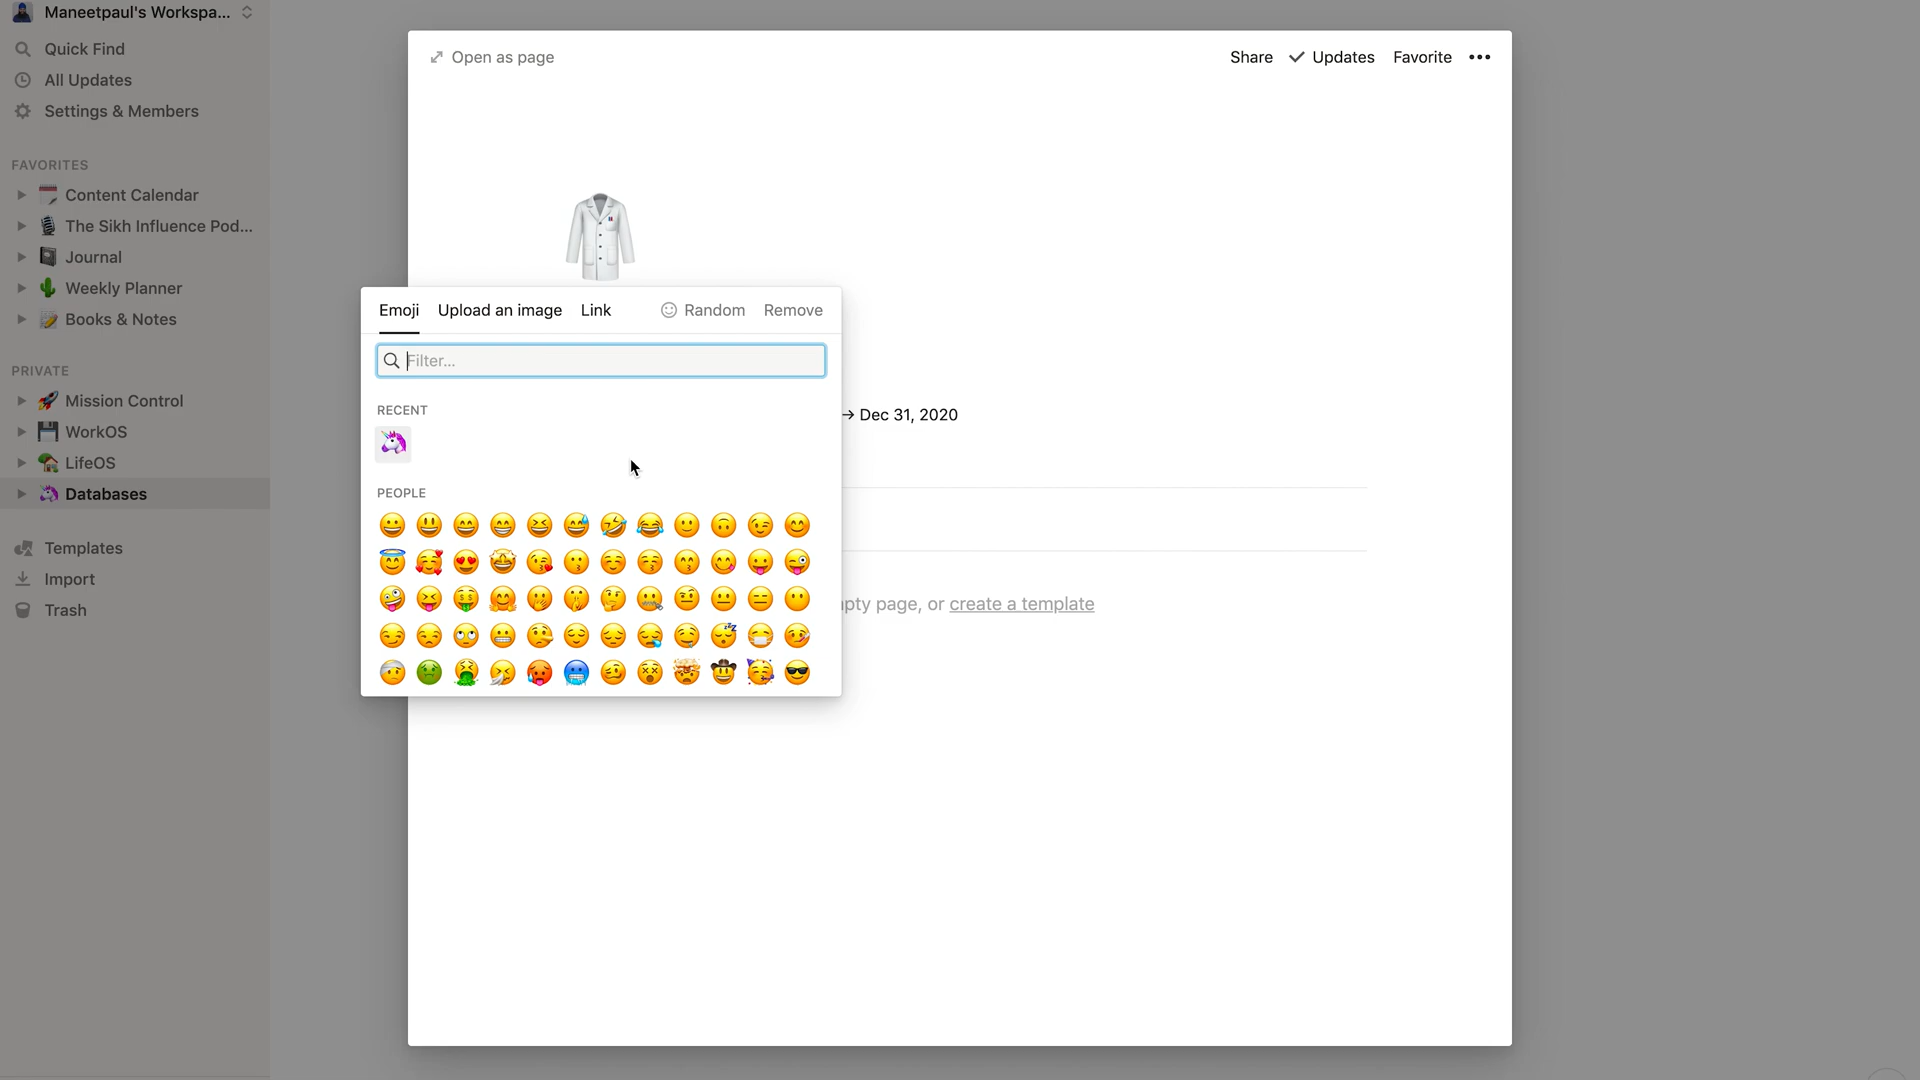 Maneetpaul's Workspa...
Quick Find
All Updates
Settings & Members
FAVORITES
Content Calendar
The Sikh Influence Pod...
Journal
Weekly Planner
Books & Notes
PRIVATE
Mission Control
WorkOS
LifeOS
Databases
Templates
Import
Trash
Open as page
Share Updates Favorite
Emoji Upload an image Link Random Remove
Filter...
RECENT
PEOPLE
→ Dec 31, 2020
page, or create a template